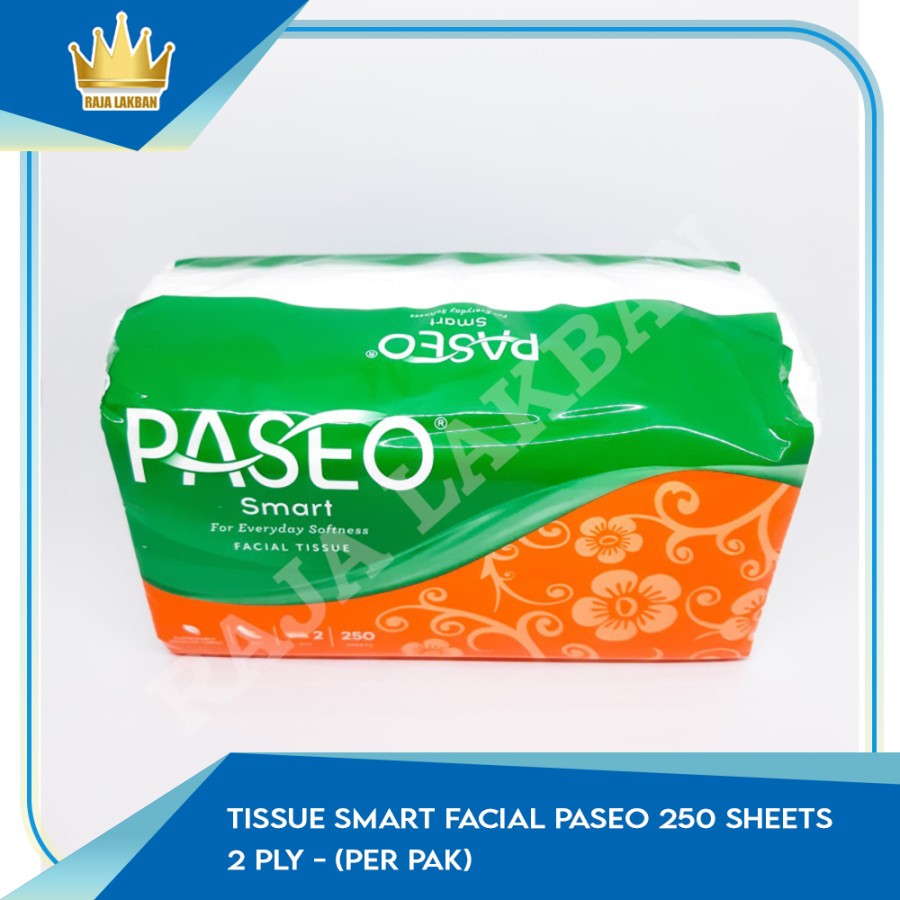 RAJA LAKBAN
For Everyday Softness
Smart
PASEO®
PASEO®
Smart
For Everyday Softness
FACIAL TISSUE
2
250
RAJA LAKBAN
TISSUE SMART FACIAL PASEO 250 SHEETS
2 PLY - (PER PAK)